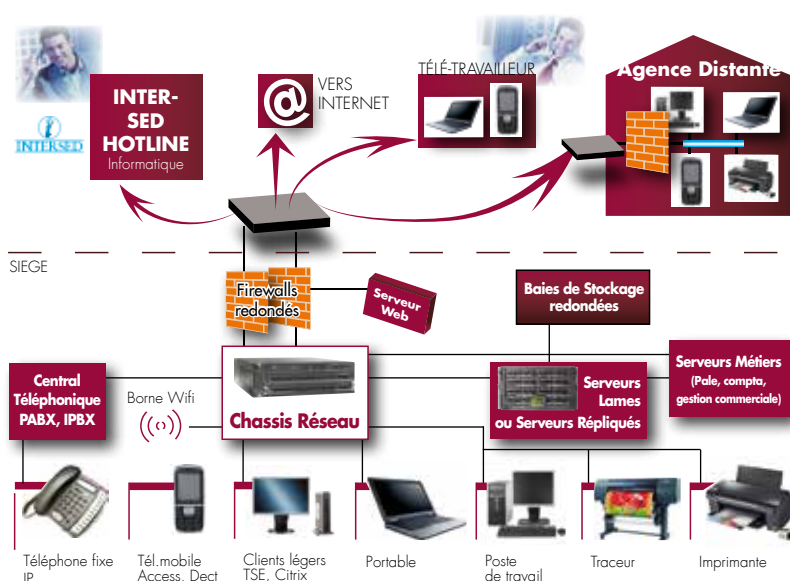 INTER-
SED
HOTLINE
Informatique
INTERSED
@
VERS
INTERNET
TÉLÉ-TRAVAILLEUR
Agence Distante
SIEGE
Firewalls
redondés
Serveur
Web
Baies de Stockage
redondées
Central
Téléphonique
PABX, IPBX
Borne Wifi
Chassis Réseau
Serveurs
Lames
ou Serveurs Répliqués
Serveurs Métiers
(Paie, compta,
gestion commerciale)
Téléphone fixe
IP
Tél.mobile
Access, Dect
Clients légers
TSE, Citrix
Portable
Poste
de travail
Traceur
Imprimante